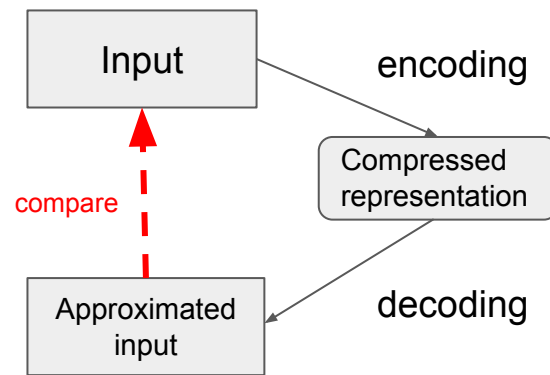 Input
encoding
Compressed
representation
compare
Approximated
input
decoding